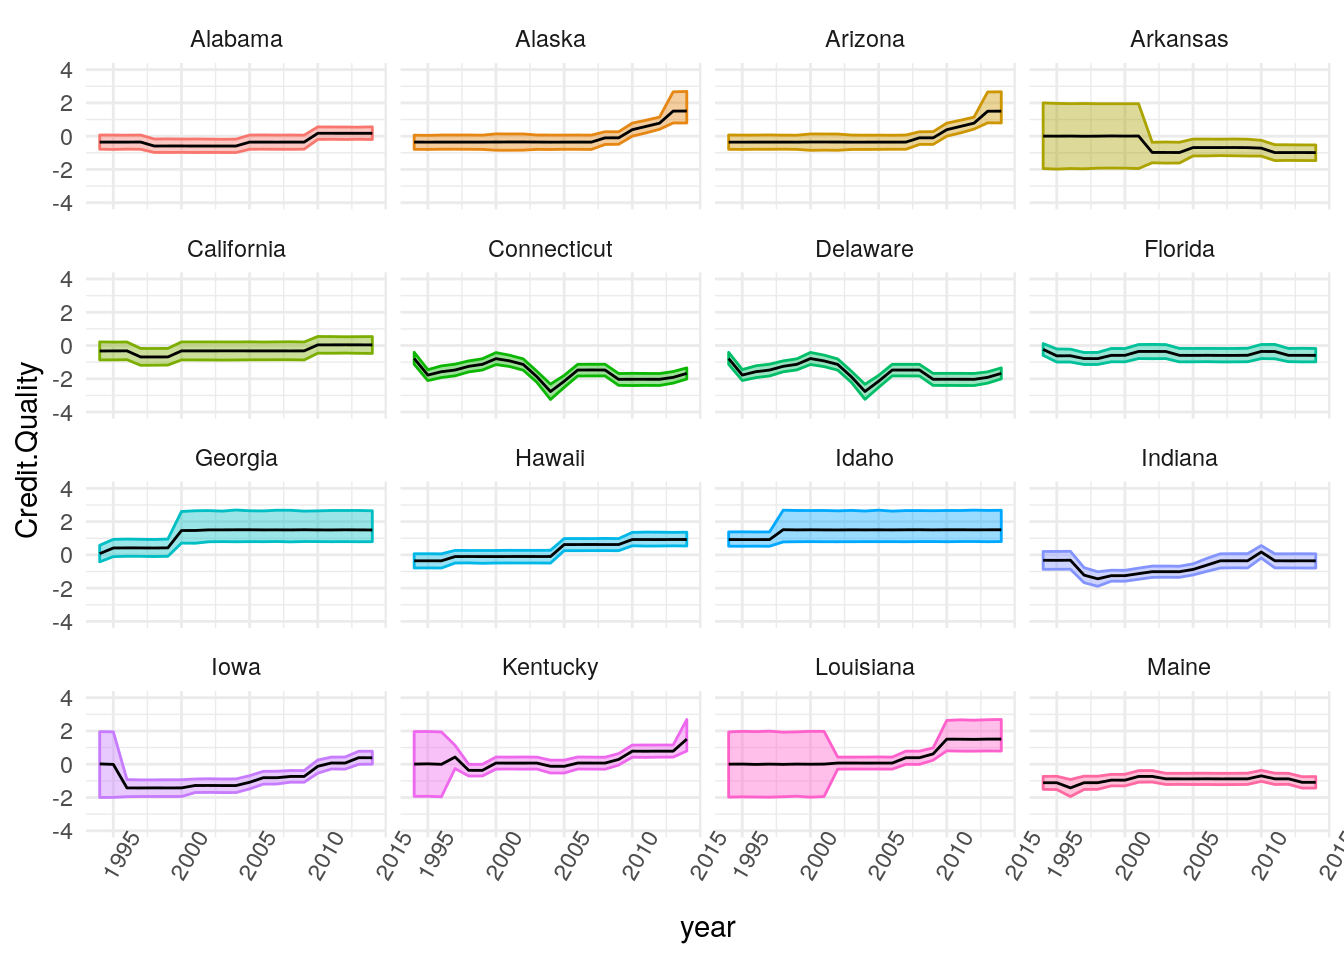 Alabama Alaska Arizona Arkansas
4
2
0
-2
-4
California Connecticut Delaware Florida
4
2
0
-2
-4
Georgia Hawaii Idaho Indiana
4
2
0
-2
-4
Iowa Kentucky Louisiana Maine
4
2
0
-2
-4
1995 2000 2005 2010 2015 1995 2000 2005 2010 2015 1995 2000 2005 2010 2015 1995 2000 2005 2010 201
year
Credit.Quality